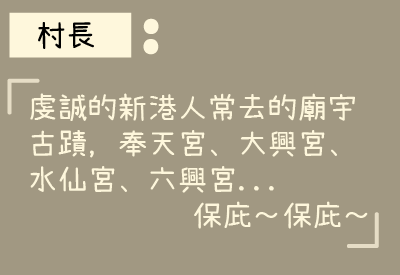 村長：
「虔誠的新港人常去的廟宇
古蹟，奉天宮、大興宮、
水仙宮、六興宮...
保庇～保庇～」